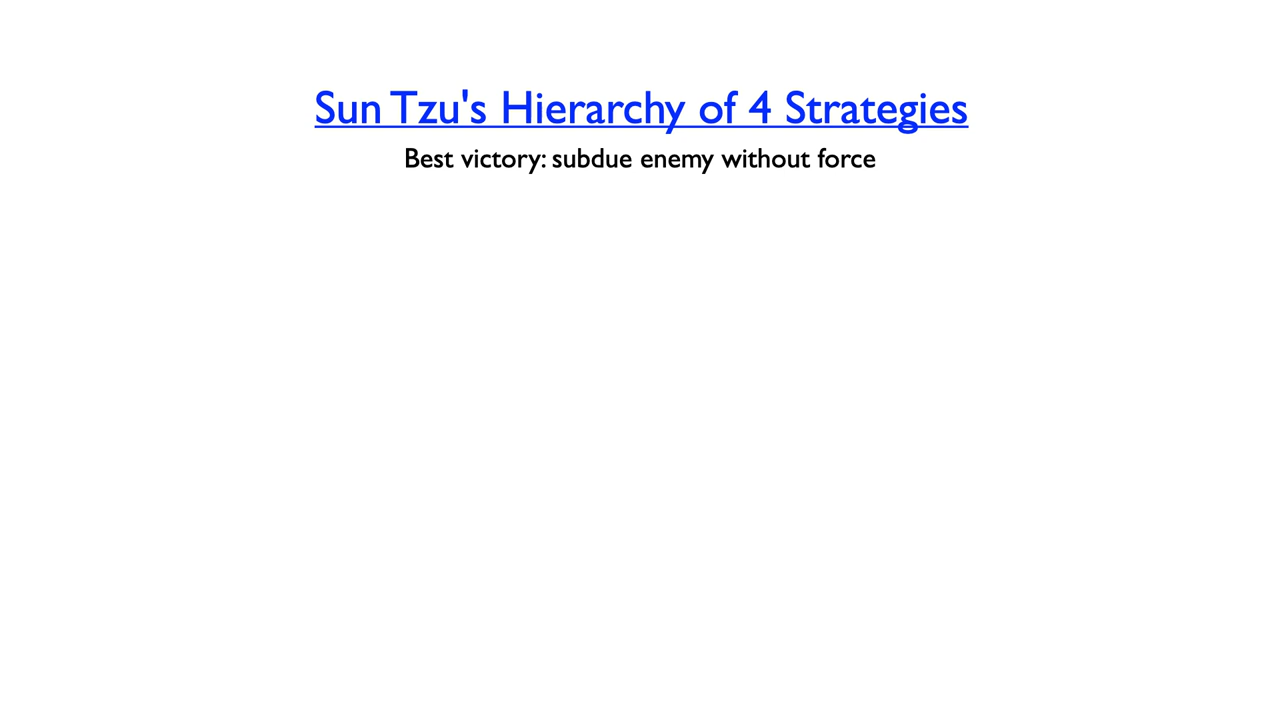 Sun Tzu's Hierarchy of 4 Strategies
Best victory: subdue enemy without force